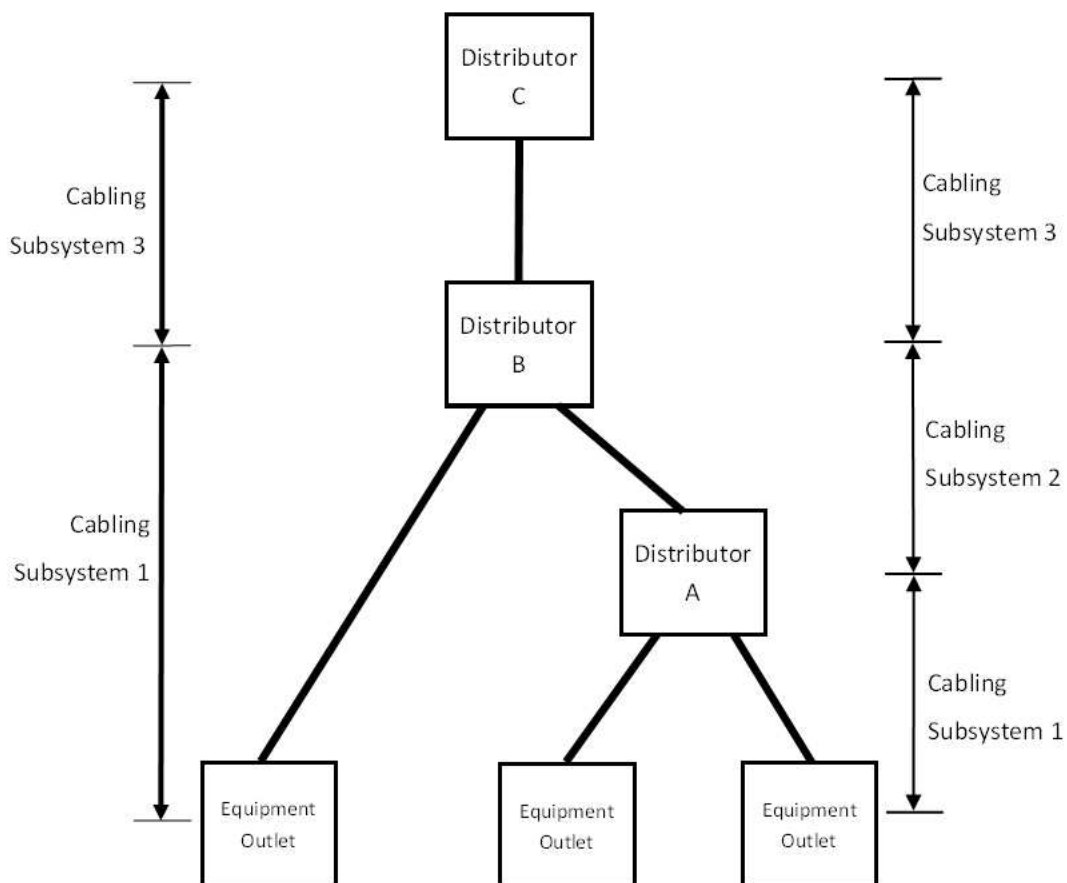 Distributor
C
Cabling
Subsystem 3
Cabling
Subsystem 3
Distributor
B
Cabling
Subsystem 2
Cabling
Subsystem 1
Distributor
A
Cabling
Subsystem 1
Equipment
Outlet
Equipment
Outlet
Equipment
Outlet